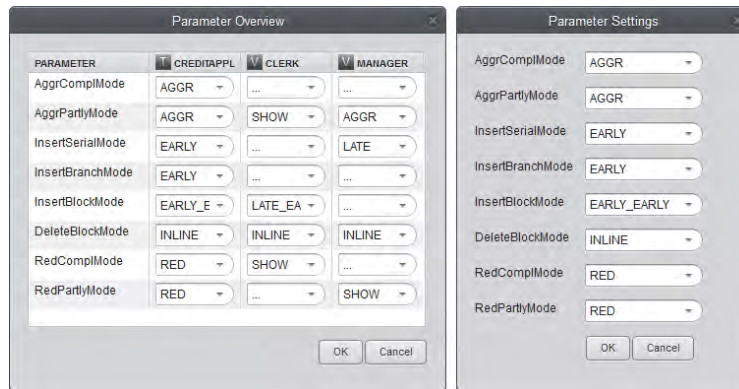 Parameter Overview
PARAMETER T CREDITAPPL V CLERK V MANAGER
AggrComplMode AGGR ... ...
AggrPartlyMode AGGR SHOW AGGR
InsertSerialMode EARLY ... LATE
InsertBranchMode EARLY ... ...
InsertBlockMode EARLY_E LATE_EA ...
DeleteBlockMode INLINE INLINE INLINE
RedComplMode RED SHOW ...
RedPartlyMode RED ... SHOW
OK Cancel
Parameter Settings
AggrComplMode AGGR
AggrPartlyMode AGGR
InsertSerialMode EARLY
InsertBranchMode EARLY
InsertBlockMode EARLY_EARLY
DeleteBlockMode INLINE
RedComplMode RED
RedPartlyMode RED
OK Cancel